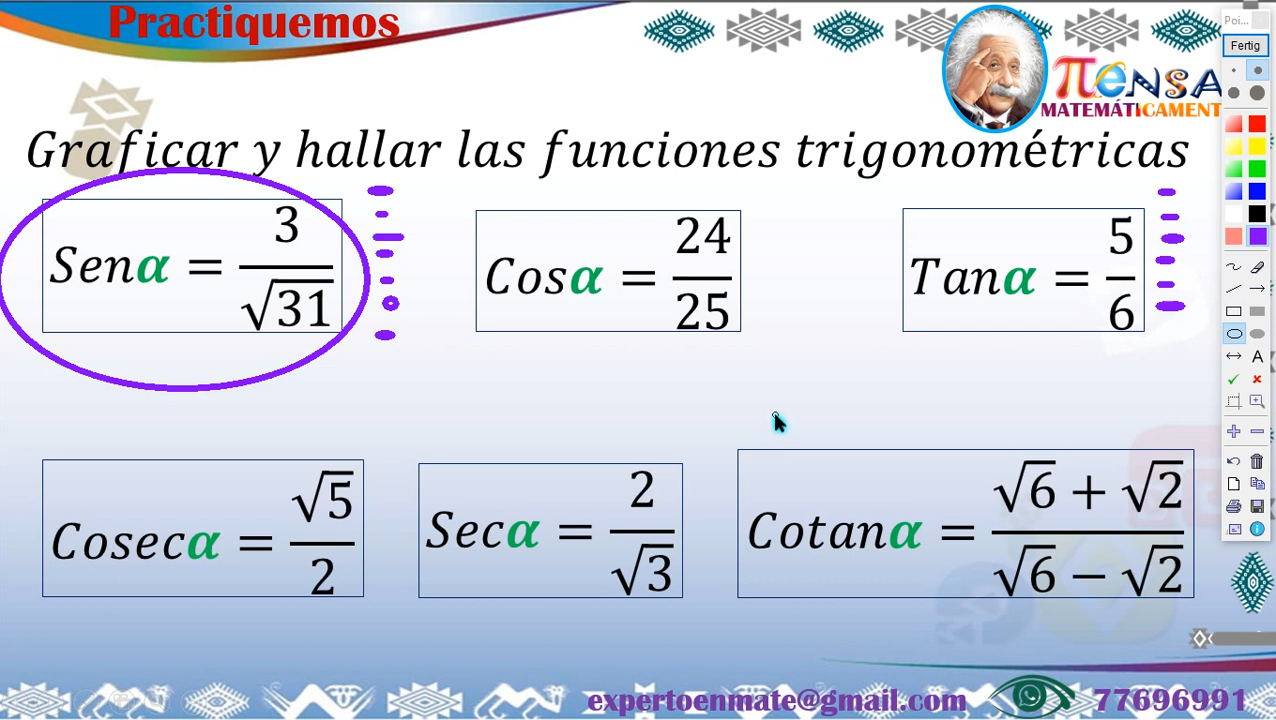 Practiquemos
Poi...
Fertig
πensa
MATEMÁTICAMENT
Graficar y hallar las funciones trigonométricas
Senα = 3/√31
Cosα = 24/25
Tanα = 5/6
A
Cosecα = √5/2
Secα = 2/√3
Cotanα = (√6 + √2)/(√6 − √2)
expertoenmate@gmail.com
77696991